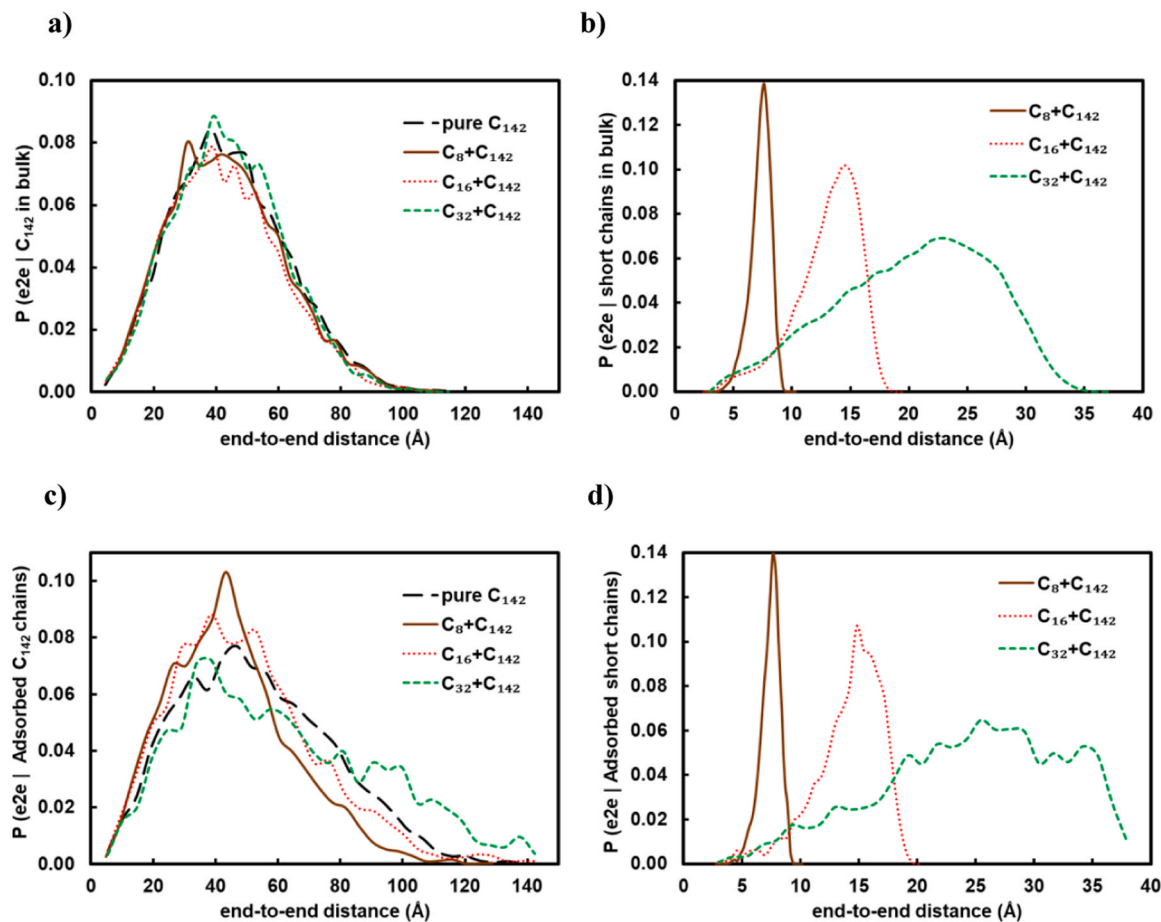 a)
P (e2e | C₁₄₂ in bulk)
0.10
0.08
0.06
0.04
0.02
0.00
pure C₁₄₂
C₈+C₁₄₂
C₁₆+C₁₄₂
C₃₂+C₁₄₂
0 20 40 60 80 100 120 140
end-to-end distance (Å)
b)
P (e2e | short chains in bulk)
0.14
0.12
0.10
0.08
0.06
0.04
0.02
0.00
C₈+C₁₄₂
C₁₆+C₁₄₂
C₃₂+C₁₄₂
0 5 10 15 20 25 30 35 40
end-to-end distance (Å)
c)
P (e2e | Adsorbed C₁₄₂ chains)
0.10
0.08
0.06
0.04
0.02
0.00
pure C₁₄₂
C₈+C₁₄₂
C₁₆+C₁₄₂
C₃₂+C₁₄₂
0 20 40 60 80 100 120 140
end-to-end distance (Å)
d)
P (e2e | Adsorbed short chains)
0.14
0.12
0.10
0.08
0.06
0.04
0.02
0.00
C₈+C₁₄₂
C₁₆+C₁₄₂
C₃₂+C₁₄₂
0 5 10 15 20 25 30 35 40
end-to-end distance (Å)